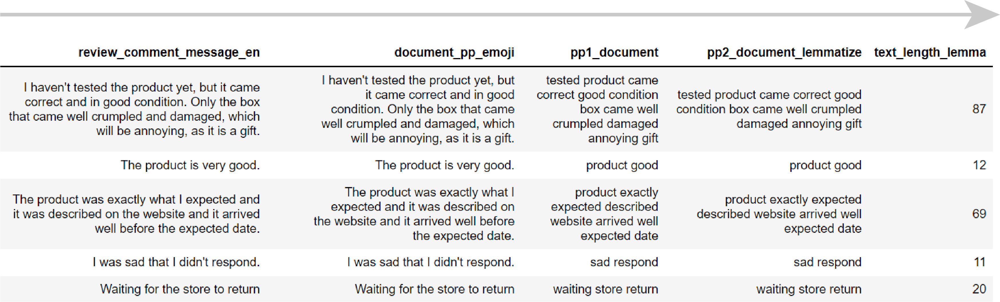 review_comment_message_en document_pp_emoji pp1_document pp2_document_lemmatize text_length_lemma
I haven't tested the product yet, but it came
correct and in good condition. Only the box
that came well crumpled and damaged, which
will be annoying, as it is a gift.
I haven't tested the product yet, but
it came correct and in good
condition. Only the box that came
well crumpled and damaged, which
will be annoying, as it is a gift.
tested product came
correct good condition
box came well
crumpled damaged
annoying gift
tested product came correct good
condition box came well crumpled
damaged annoying gift
87
The product is very good. The product is very good. product good product good 12
The product was exactly what I expected and
it was described on the website and it arrived
well before the expected date.
The product was exactly what I
expected and it was described on
the website and it arrived well before
the expected date.
product exactly
expected described
website arrived well
expected date
product exactly expected
described website arrived well
expected date
69
I was sad that I didn't respond. I was sad that I didn't respond. sad respond sad respond 11
Waiting for the store to return Waiting for the store to return waiting store return waiting store return 20